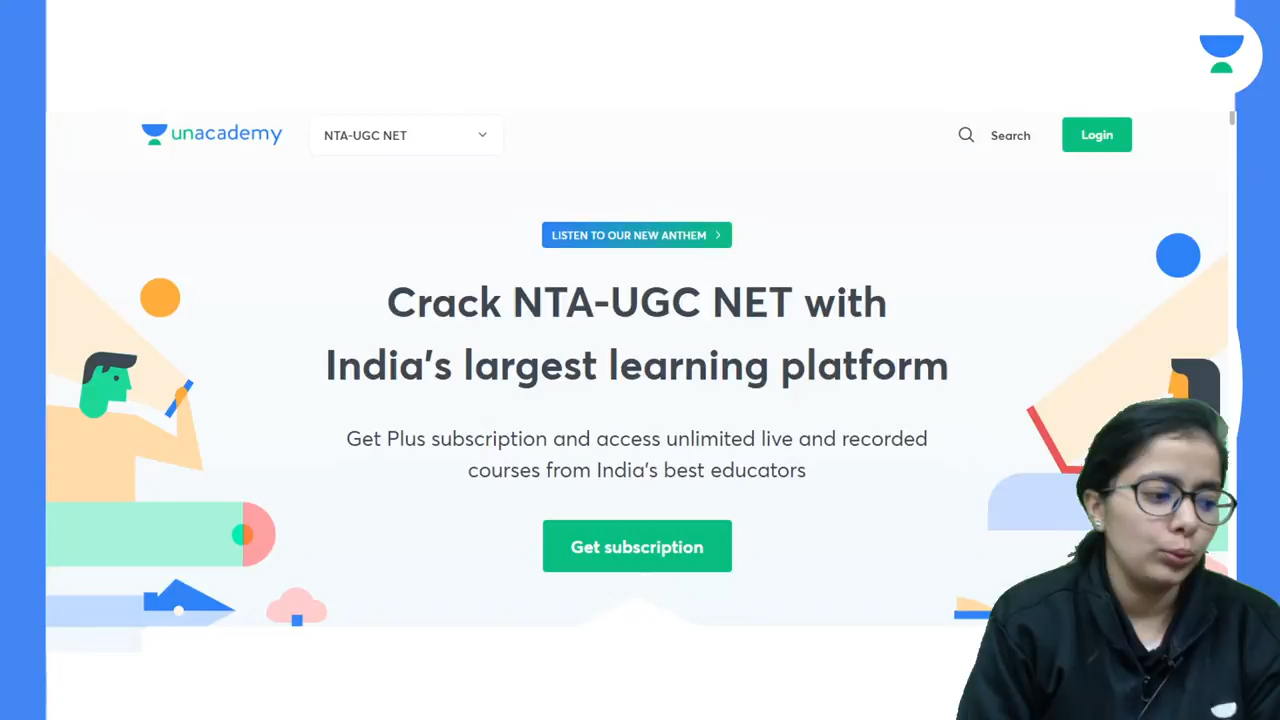 unacademy
NTA-UGC NET
Search
Login
LISTEN TO OUR NEW ANTHEM
Crack NTA-UGC NET with
India's largest learning platform
Get Plus subscription and access unlimited live and recorded
courses from India's best educators
Get subscription